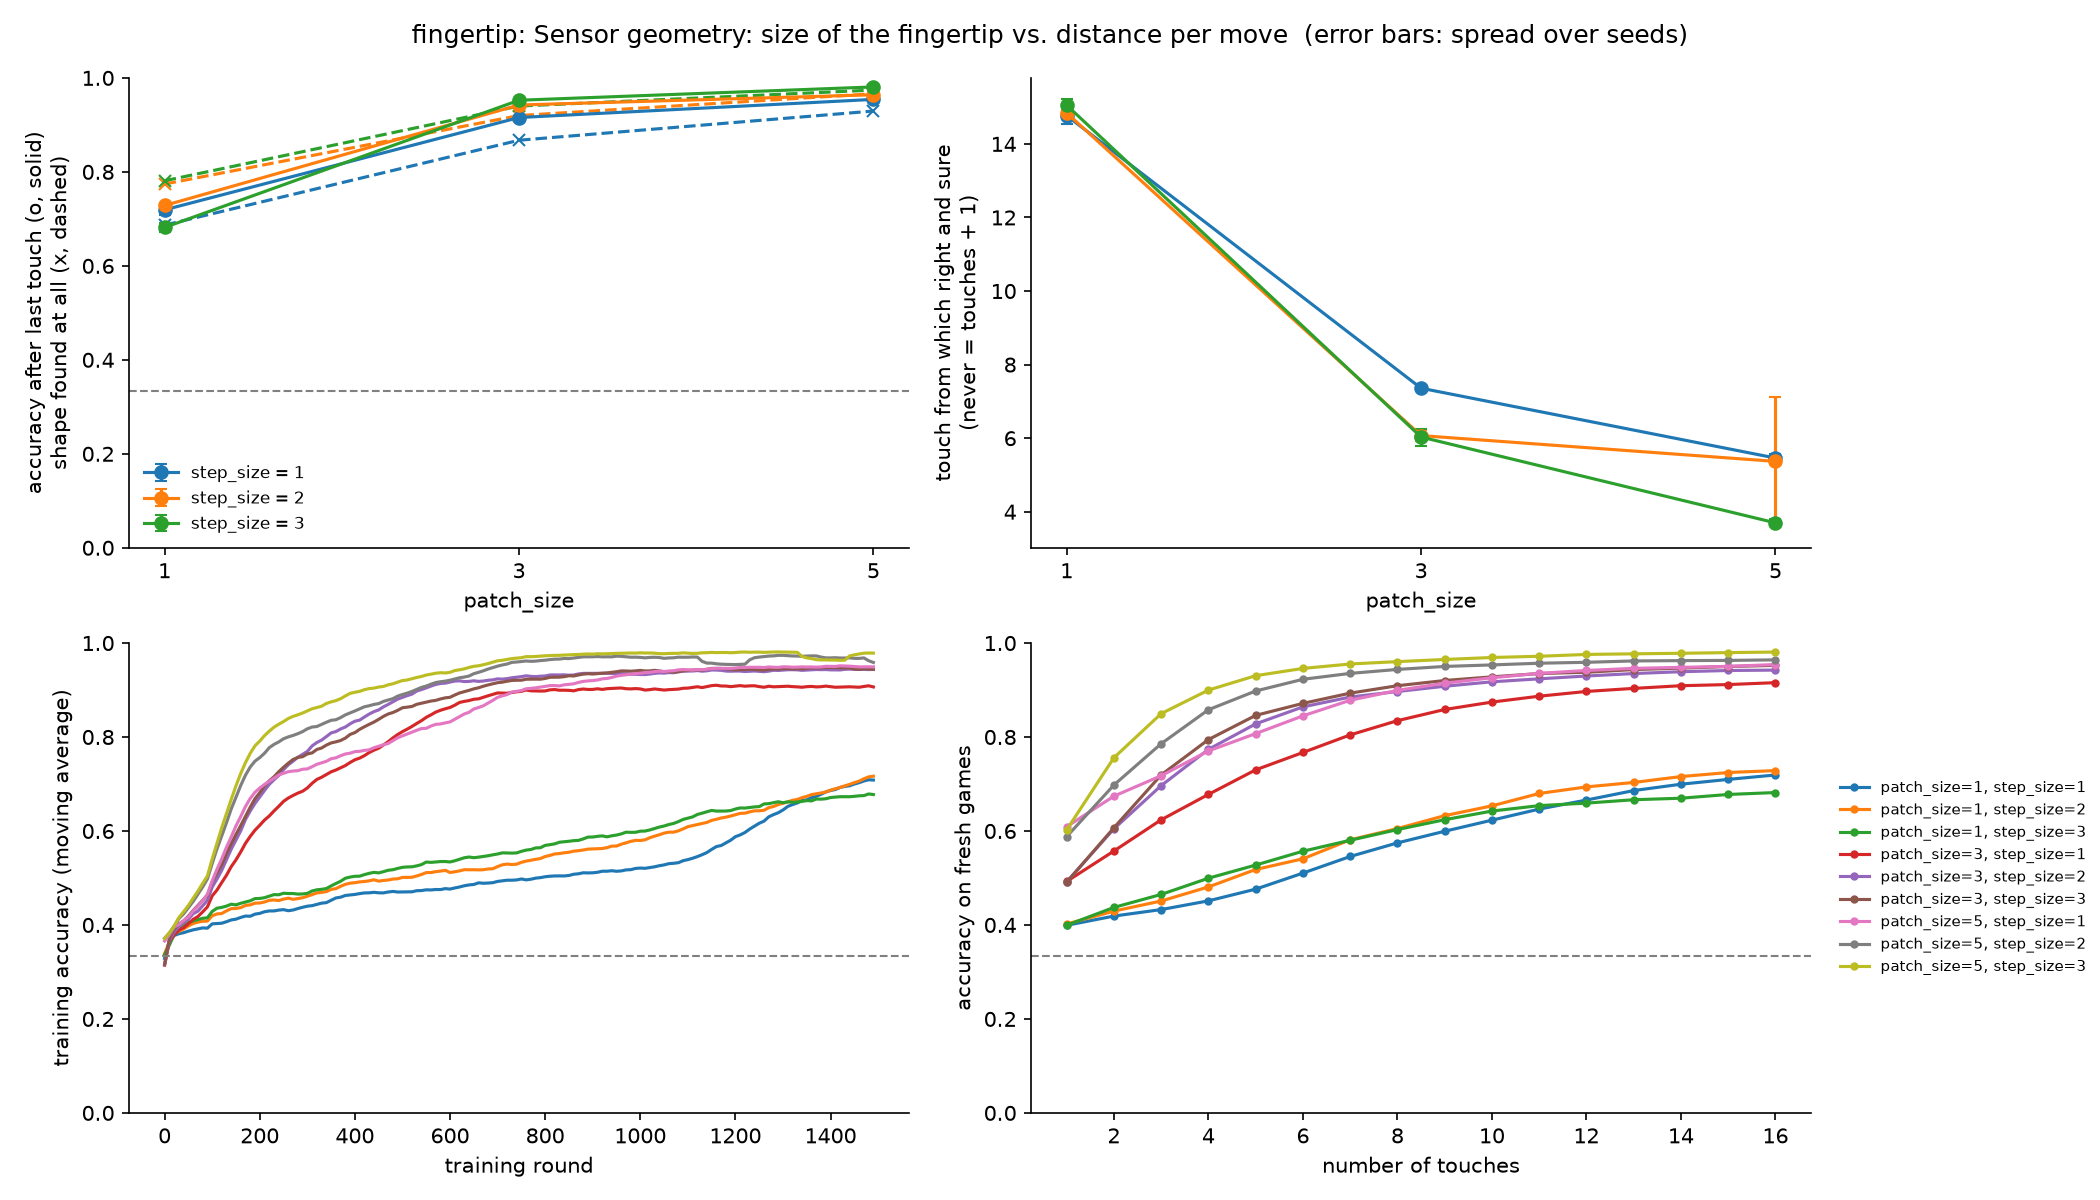 fingertip: Sensor geometry: size of the fingertip vs. distance per move  (error bars: spread over seeds)
accuracy after last touch (o, solid)
shape found at all (x, dashed)
1.0
0.8
0.6
0.4
0.2
0.0
step_size = 1
step_size = 2
step_size = 3
1
3
5
patch_size
touch from which right and sure
(never = touches + 1)
14
12
10
8
6
4
1
3
5
patch_size
training accuracy (moving average)
1.0
0.8
0.6
0.4
0.2
0.0
0
200
400
600
800
1000
1200
1400
training round
accuracy on fresh games
1.0
0.8
0.6
0.4
0.2
0.0
2
4
6
8
10
12
14
16
number of touches
patch_size=1, step_size=1
patch_size=1, step_size=2
patch_size=1, step_size=3
patch_size=3, step_size=1
patch_size=3, step_size=2
patch_size=3, step_size=3
patch_size=5, step_size=1
patch_size=5, step_size=2
patch_size=5, step_size=3